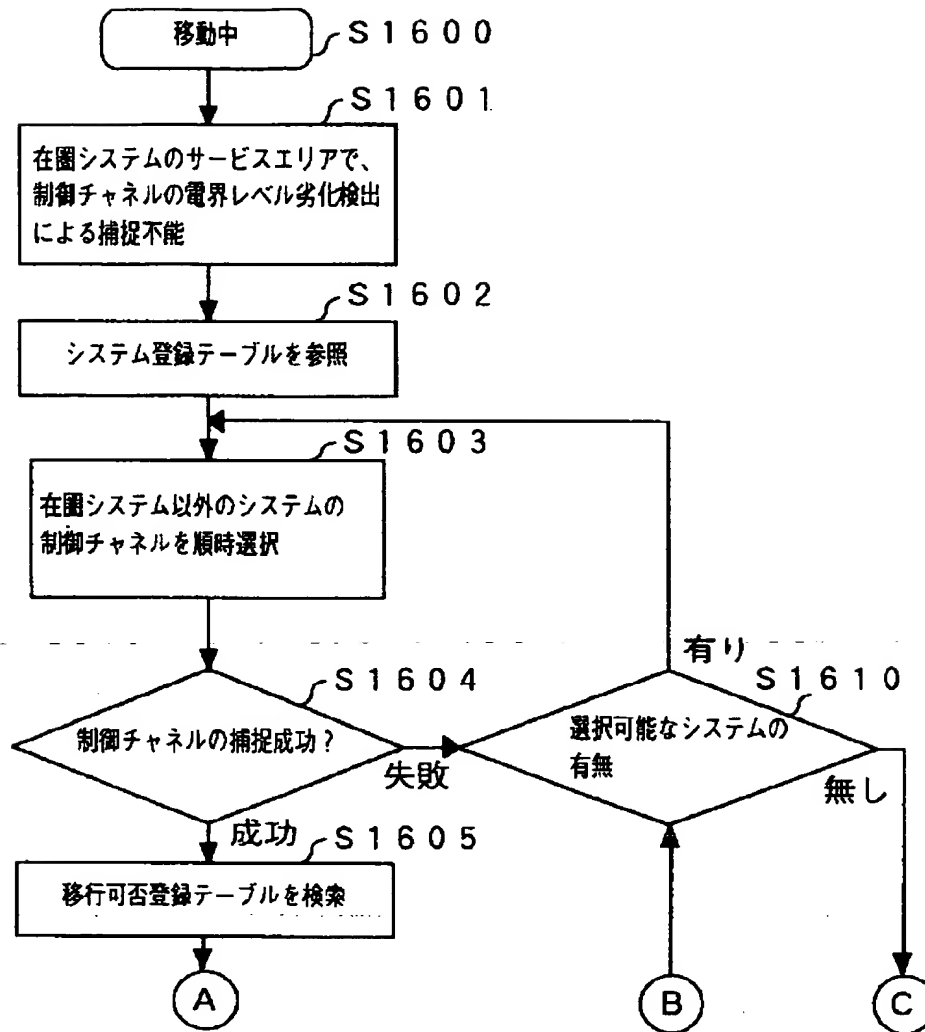 移動中
S1600
S1601
在圏システムのサービスエリアで、
制御チャネルの電界レベル劣化検出
による捕捉不能
S1602
システム登録テーブルを参照
S1603
在圏システム以外のシステムの
制御チャネルを順時選択
S1604
制御チャネルの捕捉成功?
失敗
成功
有り
S1610
選択可能なシステムの
有無
無し
S1605
移行可否登録テーブルを検索
A
B
C